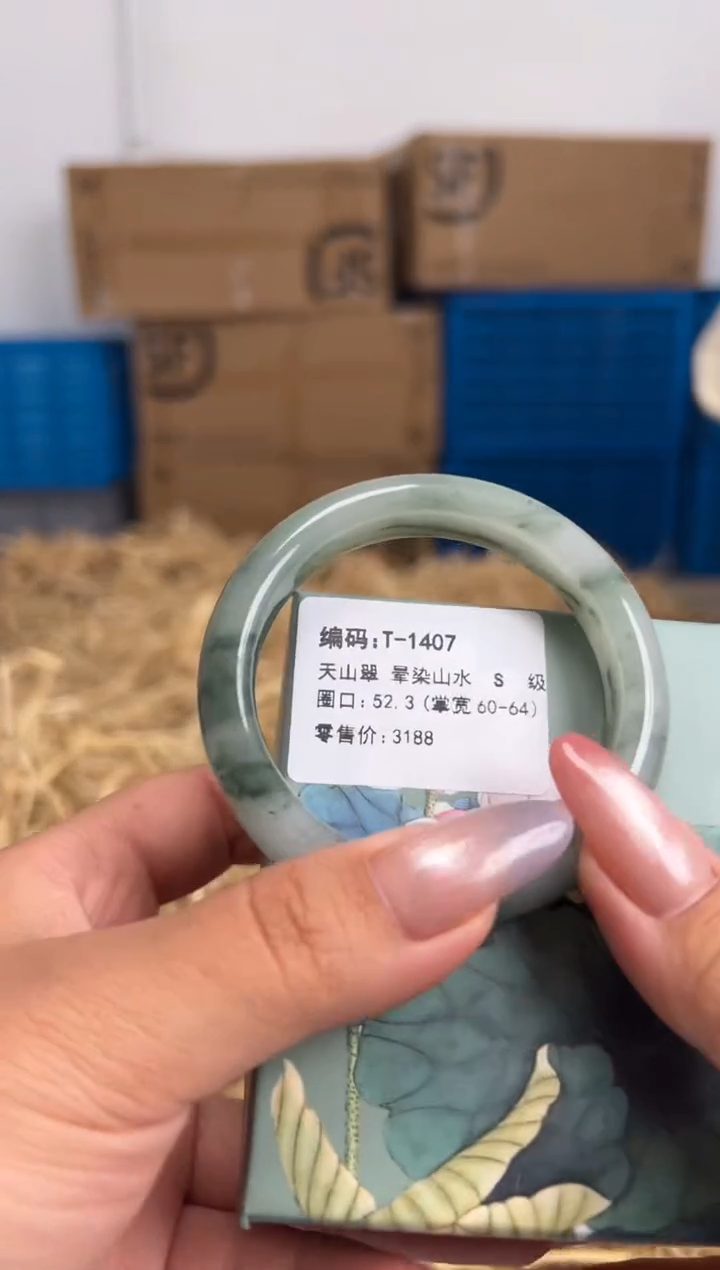 编码:T-1407
天山翠 晕染山水 S 级
圈口: 52.3 (掌宽 60-64)
零售价: 3188